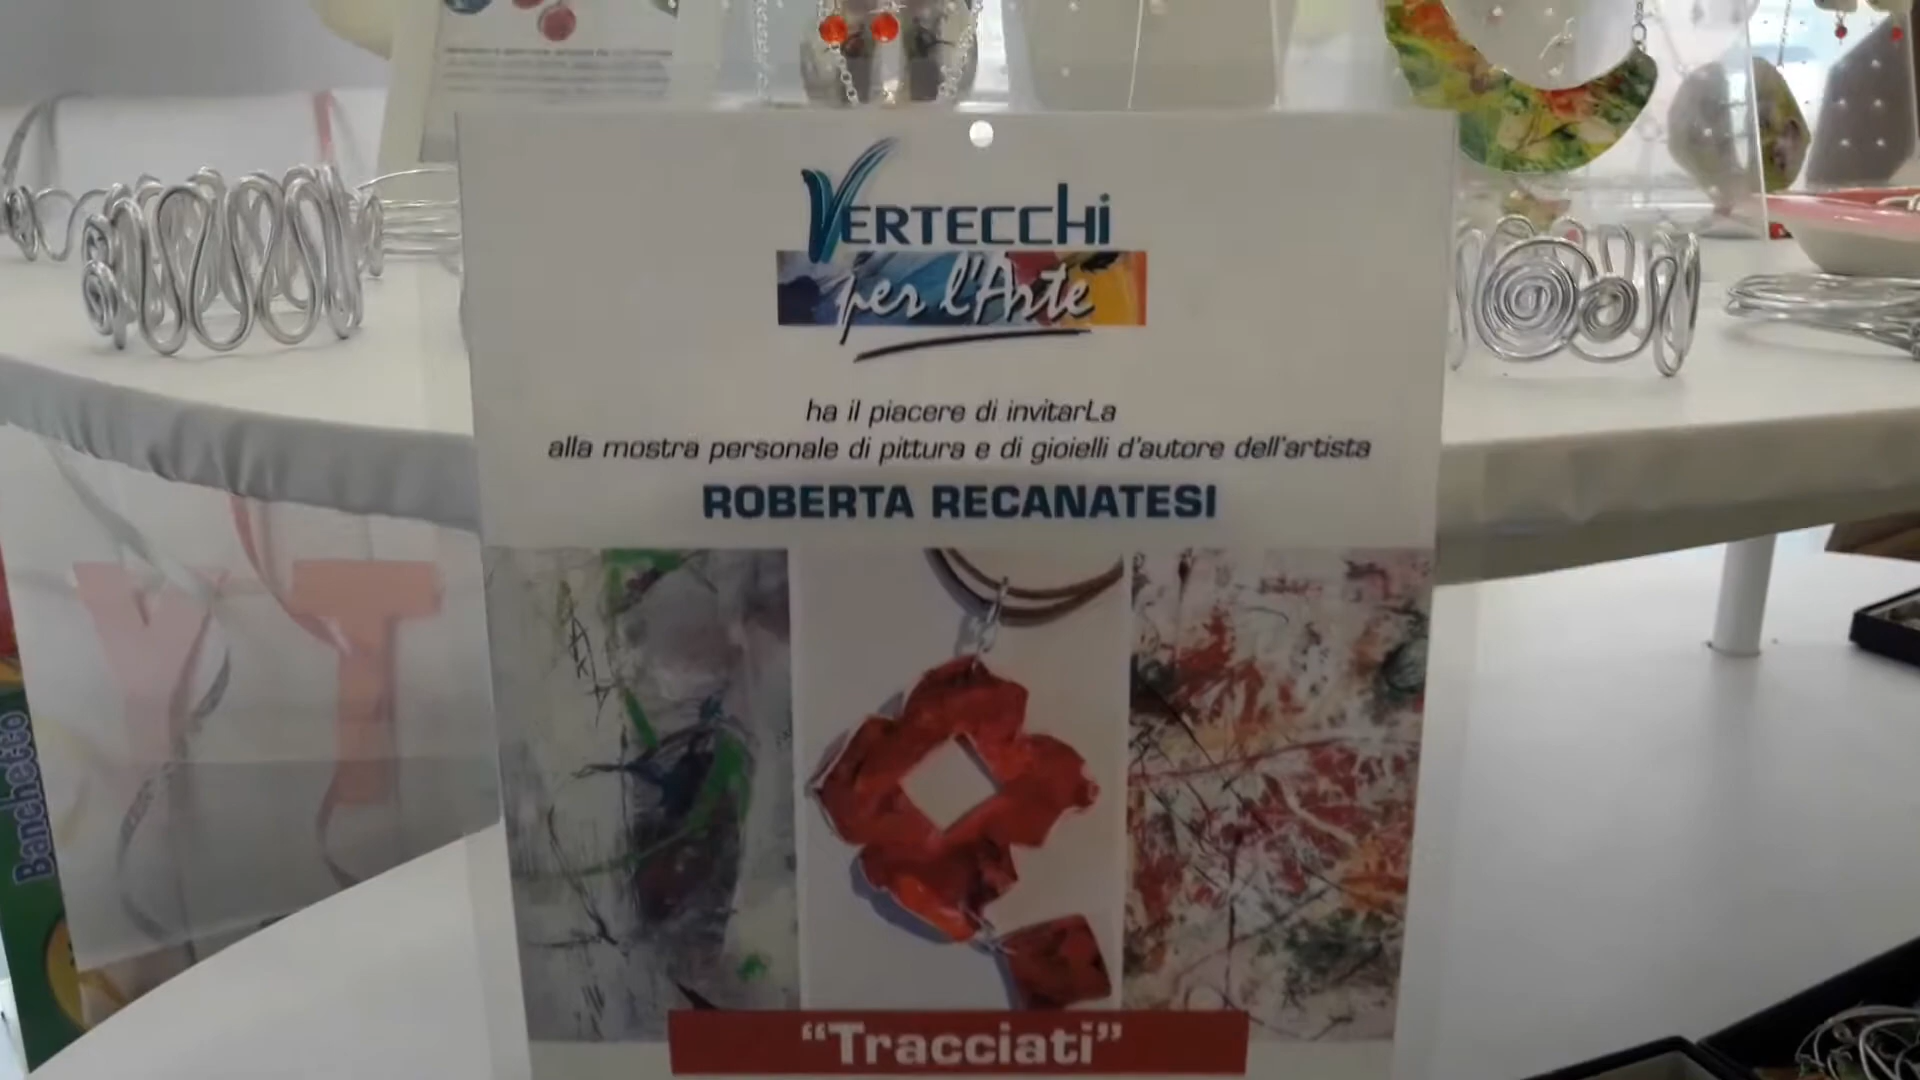 VERTECCHI
per l'Arte
ha il piacere di invitarLa
alla mostra personale di pittura e di gioielli d'autore dell'artista
ROBERTA RECANATESI
"Tracciati"
YT
Banchetto